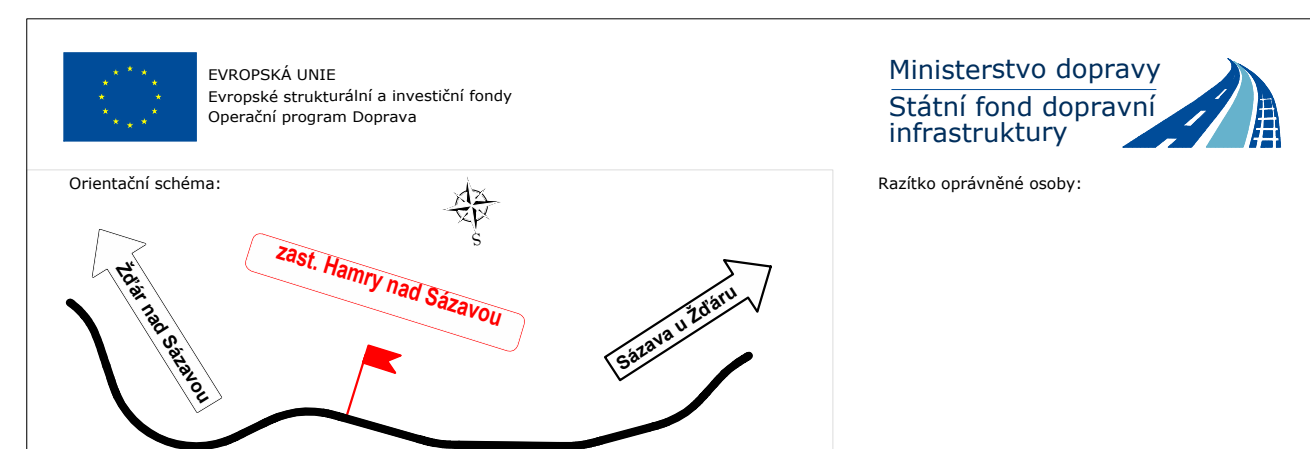 EVROPSKÁ UNIE
Evropské strukturální a investiční fondy
Operační program Doprava
Ministerstvo dopravy
Státní fond dopravní
infrastruktury
Orientační schéma:
Razítko oprávněné osoby:
S
zast. Hamry nad Sázavou
Žďár nad Sázavou
Sázava u Žďáru